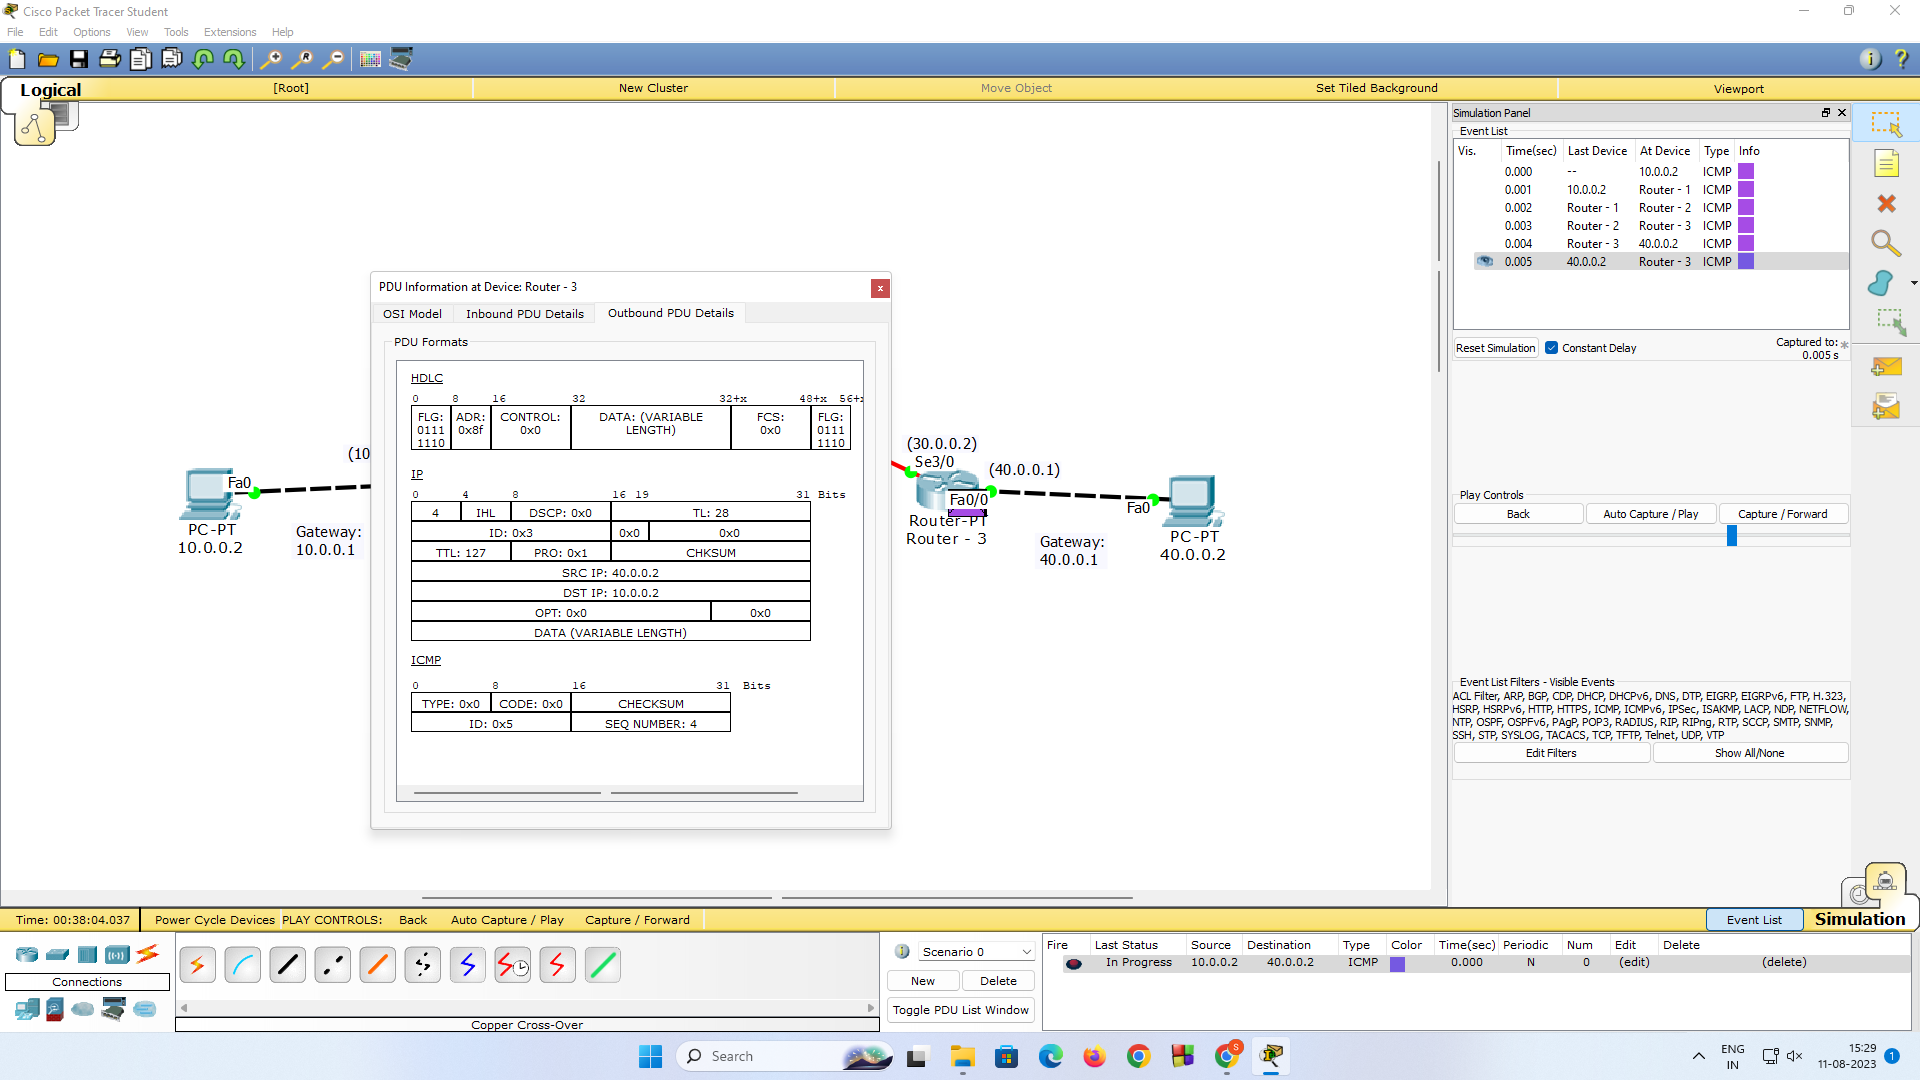 Cisco Packet Tracer Student
File Edit Options View Tools Extensions Help
Logical [Root] New Cluster Move Object Set Tiled Background Viewport
Simulation Panel
Event List
Vis. Time(sec) Last Device At Device Type Info
0.000 -- 10.0.0.2 ICMP
0.001 10.0.0.2 Router - 1 ICMP
0.002 Router - 1 Router - 2 ICMP
0.003 Router - 2 Router - 3 ICMP
0.004 Router - 3 40.0.0.2 ICMP
0.005 40.0.0.2 Router - 3 ICMP
Reset Simulation Constant Delay Captured to: *
0.005 s
Play Controls
Back Auto Capture / Play Capture / Forward
Event List Filters - Visible Events
ACL Filter, ARP, BGP, CDP, DHCP, DHCPv6, DNS, DTP, EIGRP, EIGRPv6, FTP, H.323,
HSRP, HSRPv6, HTTP, HTTPS, ICMP, ICMPv6, IPSec, ISAKMP, LACP, NDP, NETFLOW,
NTP, OSPF, OSPFv6, PAgP, POP3, RADIUS, RIP, RIPng, RTP, SCCP, SMTP, SNMP,
SSH, STP, SYSLOG, TACACS, TCP, TFTP, Telnet, UDP, VTP
Edit Filters Show All/None
PDU Information at Device: Router - 3
OSI Model Inbound PDU Details Outbound PDU Details
PDU Formats
HDLC
0 8 16 32 32+x 48+x 56+x
FLG: ADR: CONTROL: DATA: (VARIABLE FCS: FLG:
0111 0x8f 0x0 LENGTH) 0x0 0111
1110 1110
IP
0 4 8 16 19 31 Bits
4 IHL DSCP: 0x0 TL: 28
ID: 0x3 0x0 0x0
TTL: 127 PRO: 0x1 CHKSUM
SRC IP: 40.0.0.2
DST IP: 10.0.0.2
OPT: 0x0 0x0
DATA (VARIABLE LENGTH)
ICMP
0 8 16 31 Bits
TYPE: 0x0 CODE: 0x0 CHECKSUM
ID: 0x5 SEQ NUMBER: 4
(10
Fa0
PC-PT
10.0.0.2
Gateway:
10.0.0.1
(30.0.0.2)
Se3/0
(40.0.0.1)
Fa0/0
Router-PT
Router - 3
Gateway:
40.0.0.1
Fa0
PC-PT
40.0.0.2
Time: 00:38:04.037 Power Cycle Devices PLAY CONTROLS: Back Auto Capture / Play Capture / Forward Event List Simulation
Connections
Copper Cross-Over
Scenario 0
New Delete
Toggle PDU List Window
Fire Last Status Source Destination Type Color Time(sec) Periodic Num Edit Delete
In Progress 10.0.0.2 40.0.0.2 ICMP 0.000 N 0 (edit) (delete)
Search
S
ENG
IN
15:29
11-08-2023
1